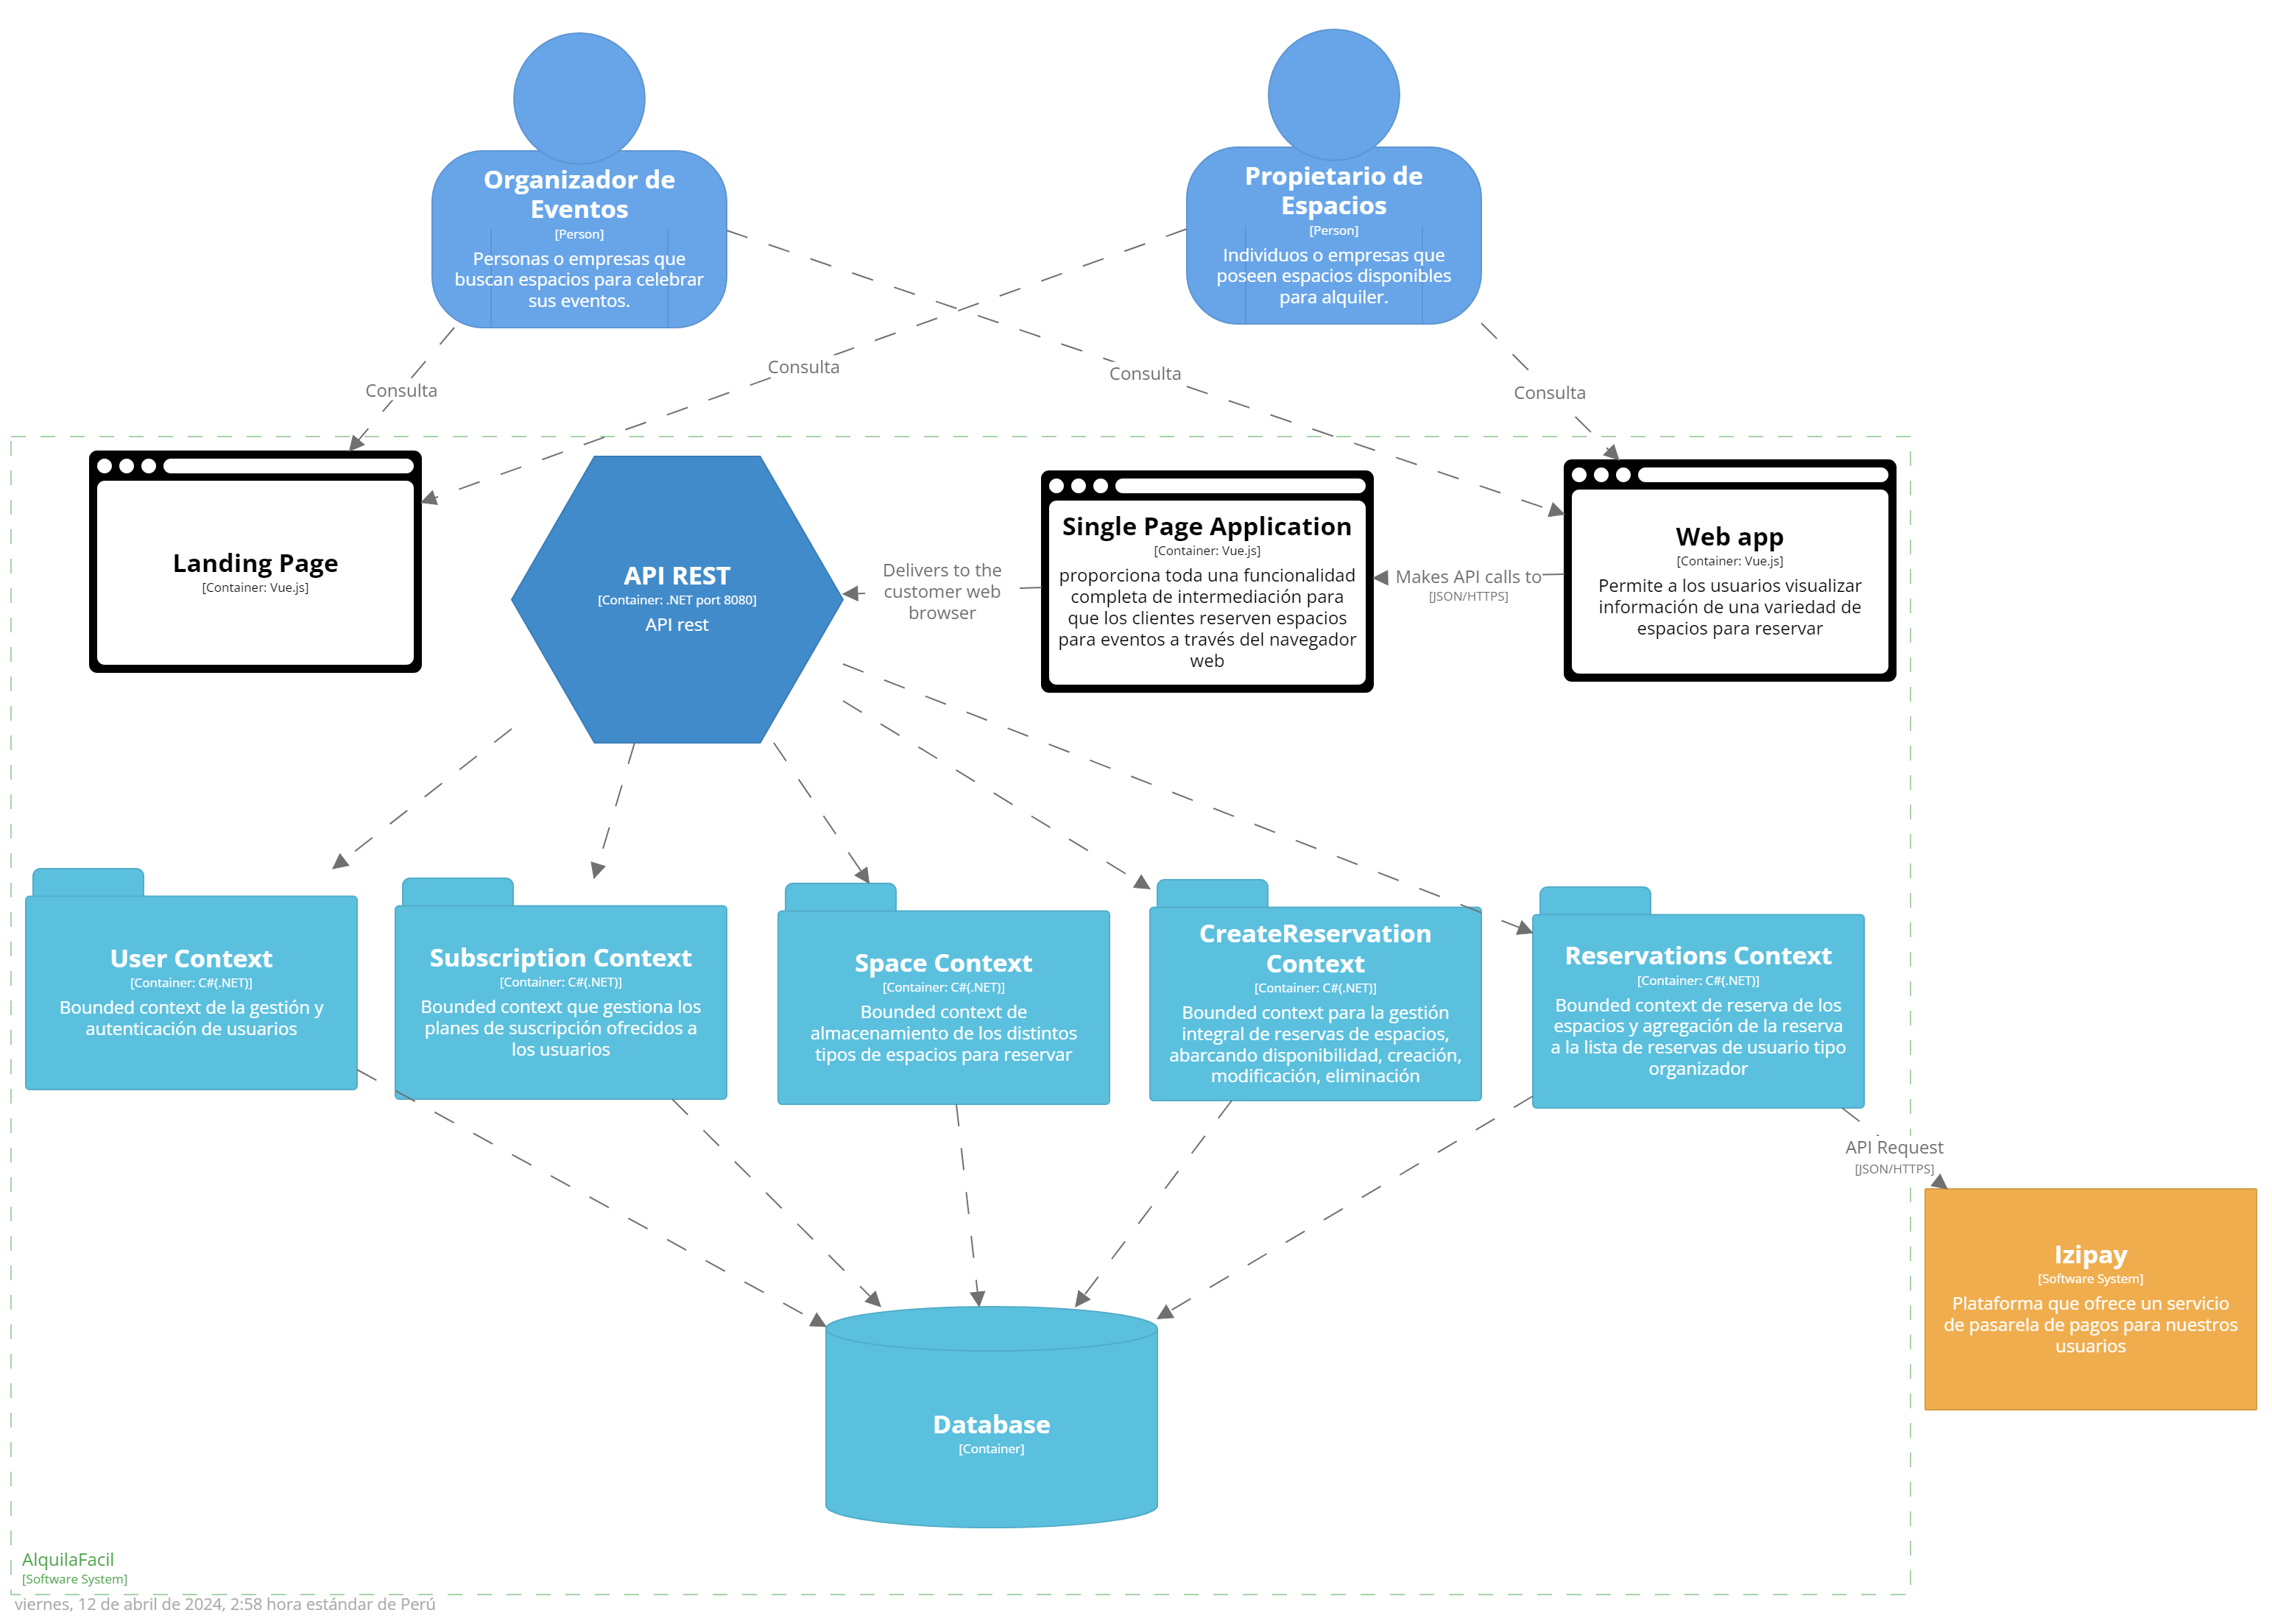 Organizador de
Eventos
[Person]
Personas o empresas que
buscan espacios para celebrar
sus eventos.
Propietario de
Espacios
[Person]
Individuos o empresas que
poseen espacios disponibles
para alquiler.
Consulta
Consulta
Consulta
Consulta
Landing Page
[Container: Vue.js]
API REST
[Container: .NET port 8080]
API rest
Delivers to the
customer web
browser
Single Page Application
[Container: Vue.js]
proporciona toda una funcionalidad
completa de intermediación para
que los clientes reserven espacios
para eventos a través del navegador
web
Makes API calls to
[JSON/HTTPS]
Web app
[Container: Vue.js]
Permite a los usuarios visualizar
información de una variedad de
espacios para reservar
User Context
[Container: C#(.NET)]
Bounded context de la gestión y
autenticación de usuarios
Subscription Context
[Container: C#(.NET)]
Bounded context que gestiona los
planes de suscripción ofrecidos a
los usuarios
Space Context
[Container: C#(.NET)]
Bounded context de
almacenamiento de los distintos
tipos de espacios para reservar
CreateReservation
Context
[Container: C#(.NET)]
Bounded context para la gestión
integral de reservas de espacios,
abarcando disponibilidad, creación,
modificación, eliminación
Reservations Context
[Container: C#(.NET)]
Bounded context de reserva de los
espacios y agregación de la reserva
a la lista de reservas de usuario tipo
organizador
API Request
[JSON/HTTPS]
Izipay
[Software System]
Plataforma que ofrece un servicio
de pasarela de pagos para nuestros
usuarios
Database
[Container]
AlquilaFacil
[Software System]
viernes, 12 de abril de 2024, 2:58 hora estándar de Perú